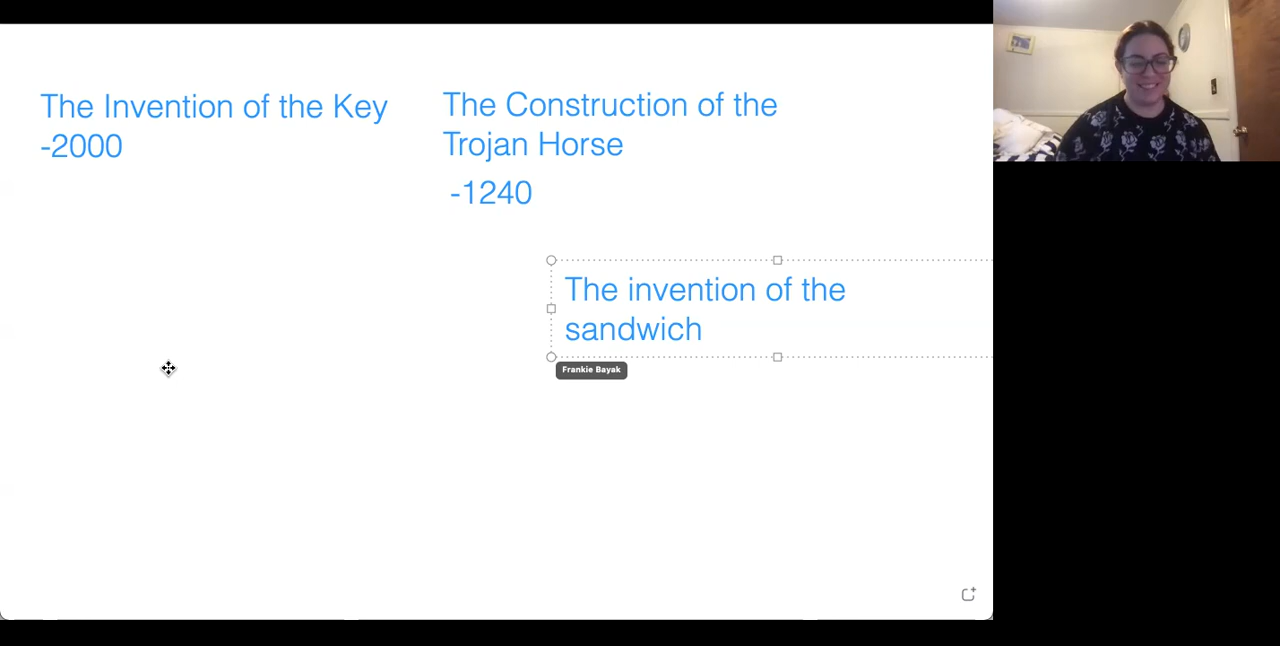 The Invention of the Key
-2000
The Construction of the
Trojan Horse
-1240
The invention of the
sandwich
Frankie Bayak